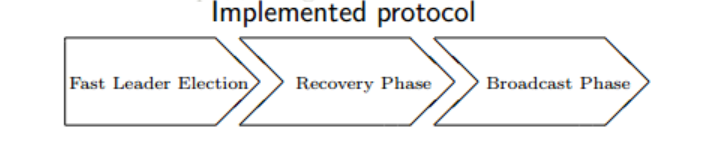 Implemented protocol
Fast Leader Election
Recovery Phase
Broadcast Phase